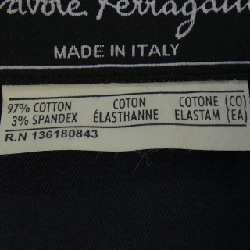 Salvatore Ferragamo
MADE IN ITALY
97% COTTON COTON COTONE (CO)
3% SPANDEX ÉLASTHANNE ELASTAM (EA)
R.N 136180843